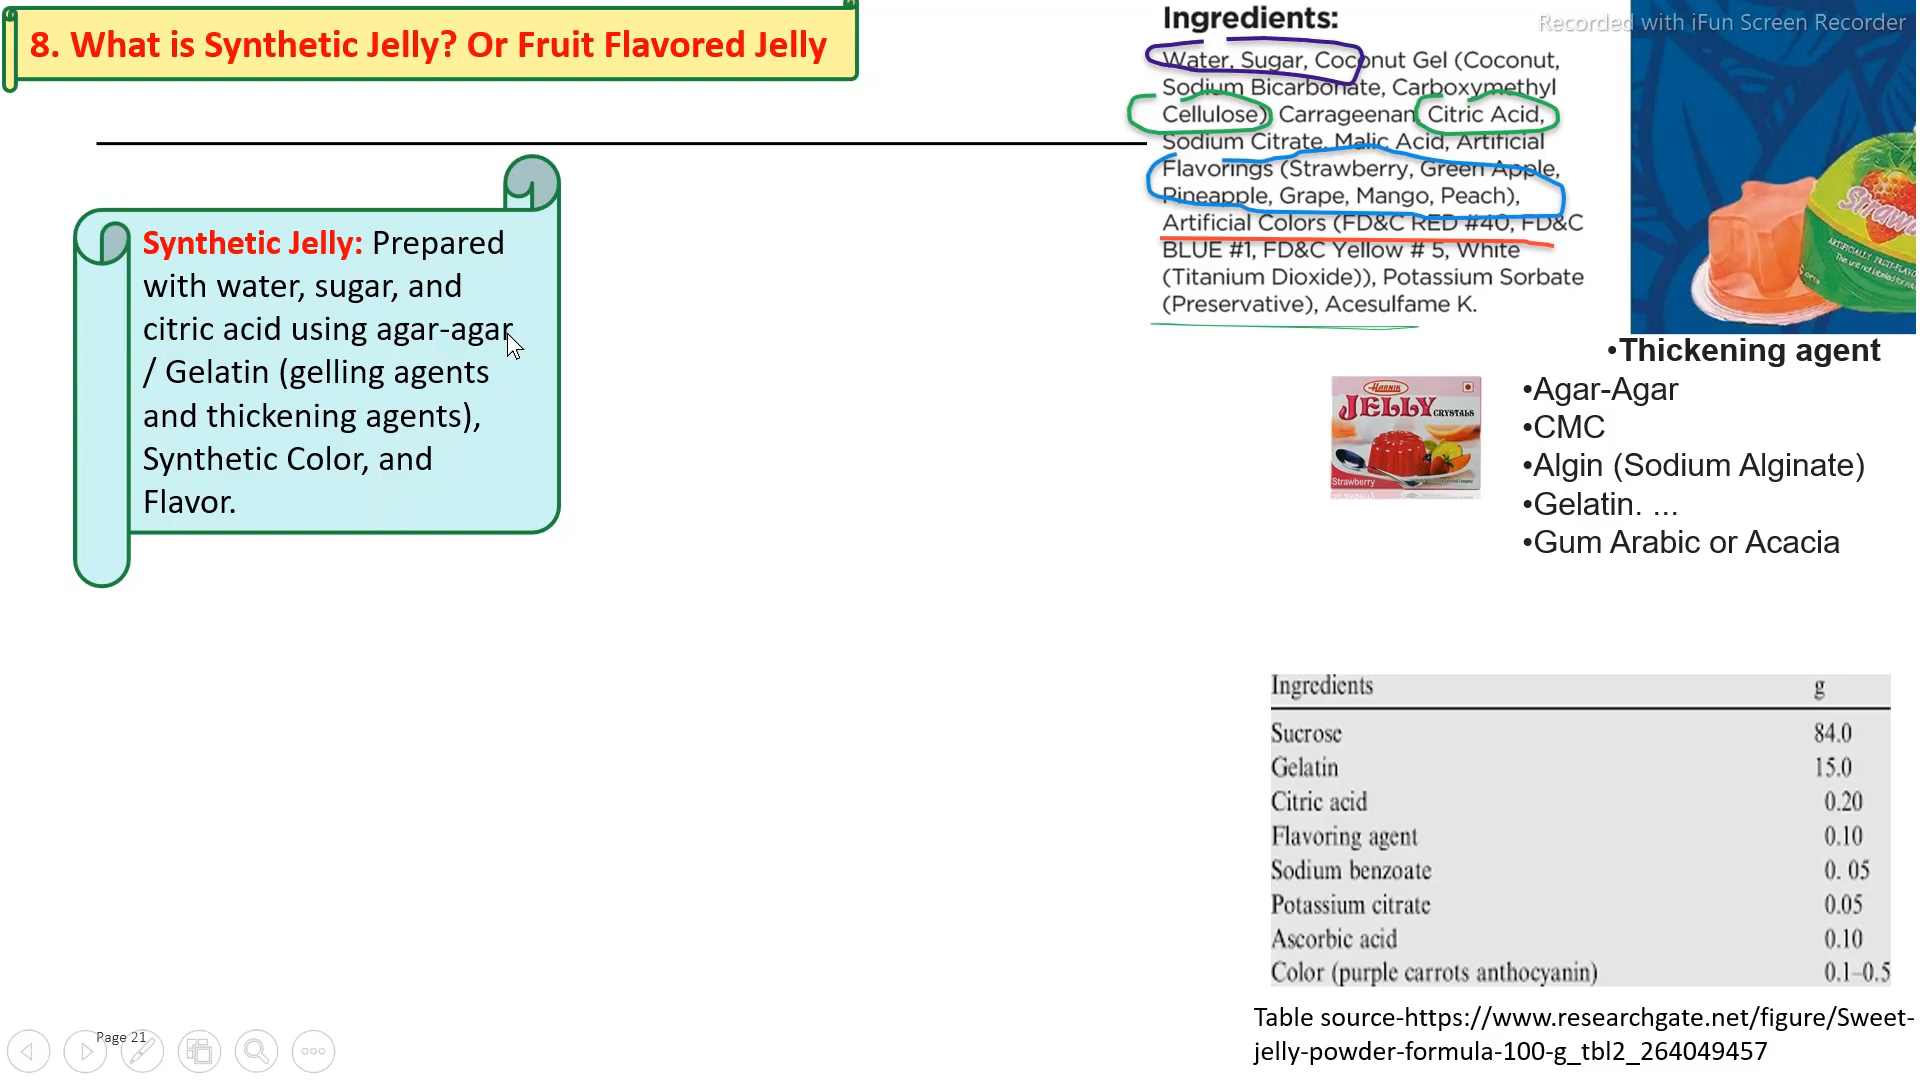 8. What is Synthetic Jelly? Or Fruit Flavored Jelly
Recorded with iFun Screen Recorder
Ingredients:
Water, Sugar, Coconut Gel (Coconut,
Sodium Bicarbonate, Carboxymethyl
Cellulose), Carrageenan, Citric Acid,
Sodium Citrate, Malic Acid, Artificial
Flavorings (Strawberry, Green Apple,
Pineapple, Grape, Mango, Peach),
Artificial Colors (FD&C RED #40, FD&C
BLUE #1, FD&C Yellow # 5, White
(Titanium Dioxide)), Potassium Sorbate
(Preservative), Acesulfame K.
Synthetic Jelly: Prepared
with water, sugar, and
citric acid using agar-agar
/ Gelatin (gelling agents
and thickening agents),
Synthetic Color, and
Flavor.
•Thickening agent
•Agar-Agar
•CMC
•Algin (Sodium Alginate)
•Gelatin. ...
•Gum Arabic or Acacia
JELLY
CRYSTALS
Strawberry
Ingredients g
Sucrose 84.0
Gelatin 15.0
Citric acid 0.20
Flavoring agent 0.10
Sodium benzoate 0. 05
Potassium citrate 0.05
Ascorbic acid 0.10
Color (purple carrots anthocyanin) 0.1–0.5
Table source-https://www.researchgate.net/figure/Sweet-
jelly-powder-formula-100-g_tbl2_264049457
Page 21